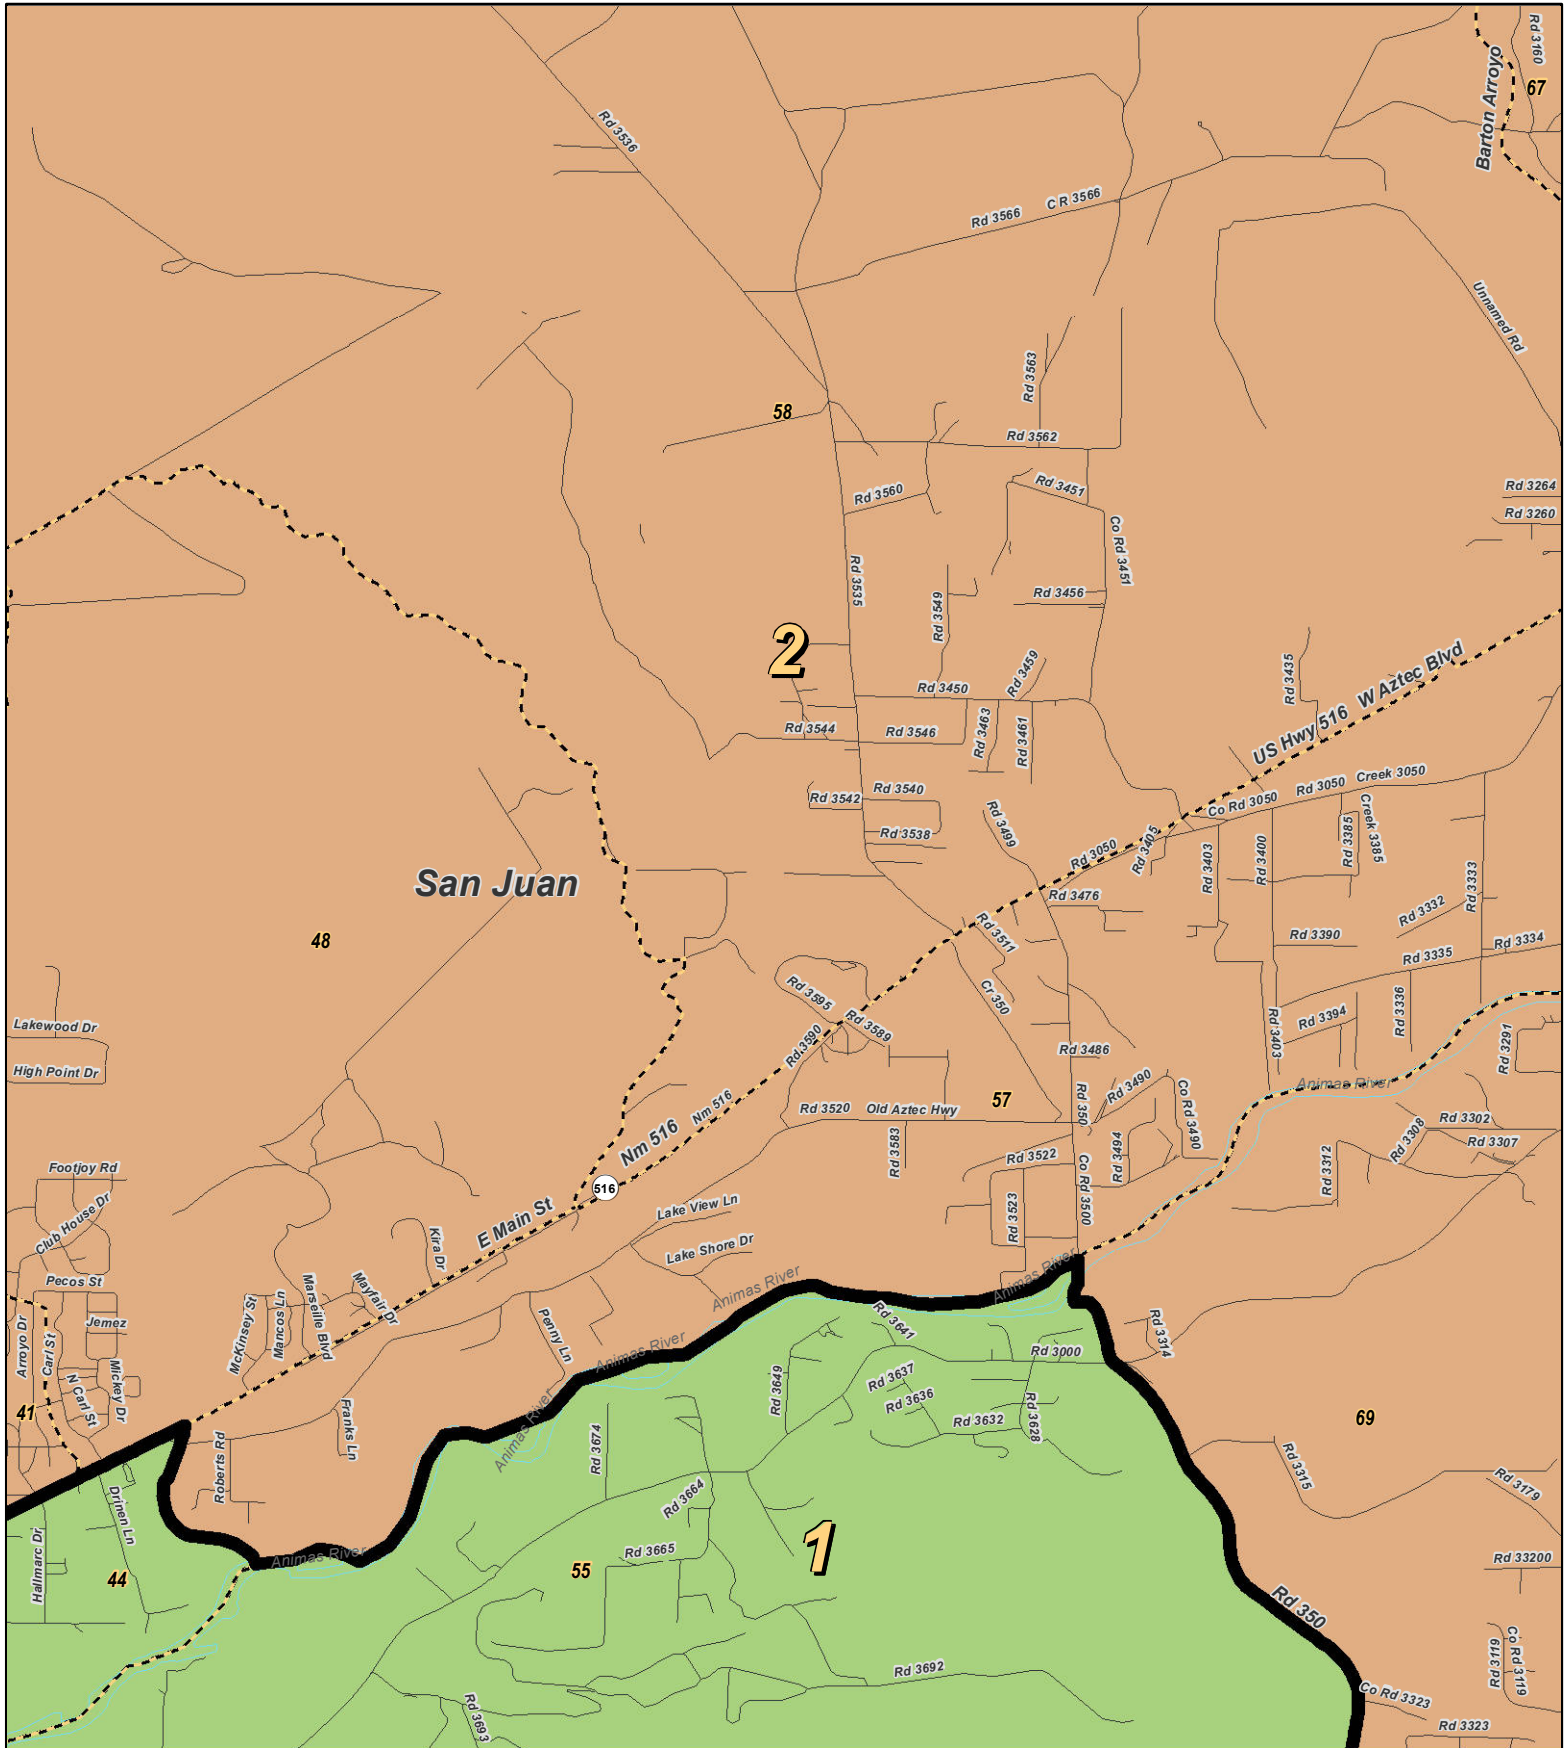 Rd 3160
67
Barton Arroyo
Rd 3536
C R 3566
Rd 3566
Unnamed Rd
Rd 3563
58
Rd 3562
Rd 3451
Rd 3560
Rd 3264
Rd 3260
Co Rd 3451
Rd 3535
Rd 3456
Rd 3549
2
Rd 3459
Rd 3435
W Aztec Blvd
US Hwy 516
Rd 3450
Rd 3463
Rd 3461
Rd 3544
Rd 3546
Creek 3050
Rd 3050
Co Rd 3050
Rd 3540
Rd 3542
Rd 3538
Rd 3499
Rd 3050
Rd 3405
Rd 3403
Rd 3400
Rd 3385
Creek 3385
Rd 3333
San Juan
Rd 3476
Rd 3332
48
Rd 3511
Rd 3390
Rd 3335
Rd 3334
Rd 3595
Cr 350
Rd 3589
Rd 3590
Rd 3394
Rd 3336
Rd 3403
Rd 3291
Lakewood Dr
High Point Dr
Rd 3486
Rd 3490
Animas River
Rd 3500
Co Rd 3490
57
Nm 516
Nm 516
Rd 3520
Old Aztec Hwy
Rd 3302
Rd 3308
Rd 3307
Rd 3583
Rd 3494
Rd 3522
Rd 3312
Footjoy Rd
516
Co Rd 3500
Rd 3523
Club House Dr
E Main St
Lake View Ln
Kira Dr
Lake Shore Dr
Pecos St
Animas River
Animas River
Mayfair Dr
Marseille Blvd
Mancos Ln
McKinsey St
Jemez
Arroyo Dr
Carl St
Penny Ln
Rd 3641
Rd 3314
Animas River
Rd 3000
Mickey Dr
N Carl St
Rd 3649
Rd 3637
Rd 3636
41
Franks Ln
Animas River
Rd 3632
Rd 3628
69
Roberts Rd
Rd 3674
Rd 3315
Rd 3179
Drinen Ln
Rd 3664
Hallmarc Dr
1
Animas River
Rd 3665
Rd 33200
44
55
Rd 350
Rd 3119
Co Rd 3119
Rd 3692
Co Rd 3323
Rd 3693
Rd 3323